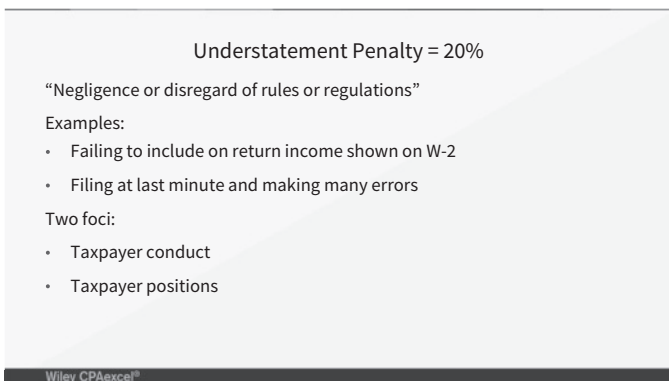 Understatement Penalty = 20%
“Negligence or disregard of rules or regulations”
Examples:
• Failing to include on return income shown on W-2
• Filing at last minute and making many errors
Two foci:
• Taxpayer conduct
• Taxpayer positions
Wiley CPAexcel®